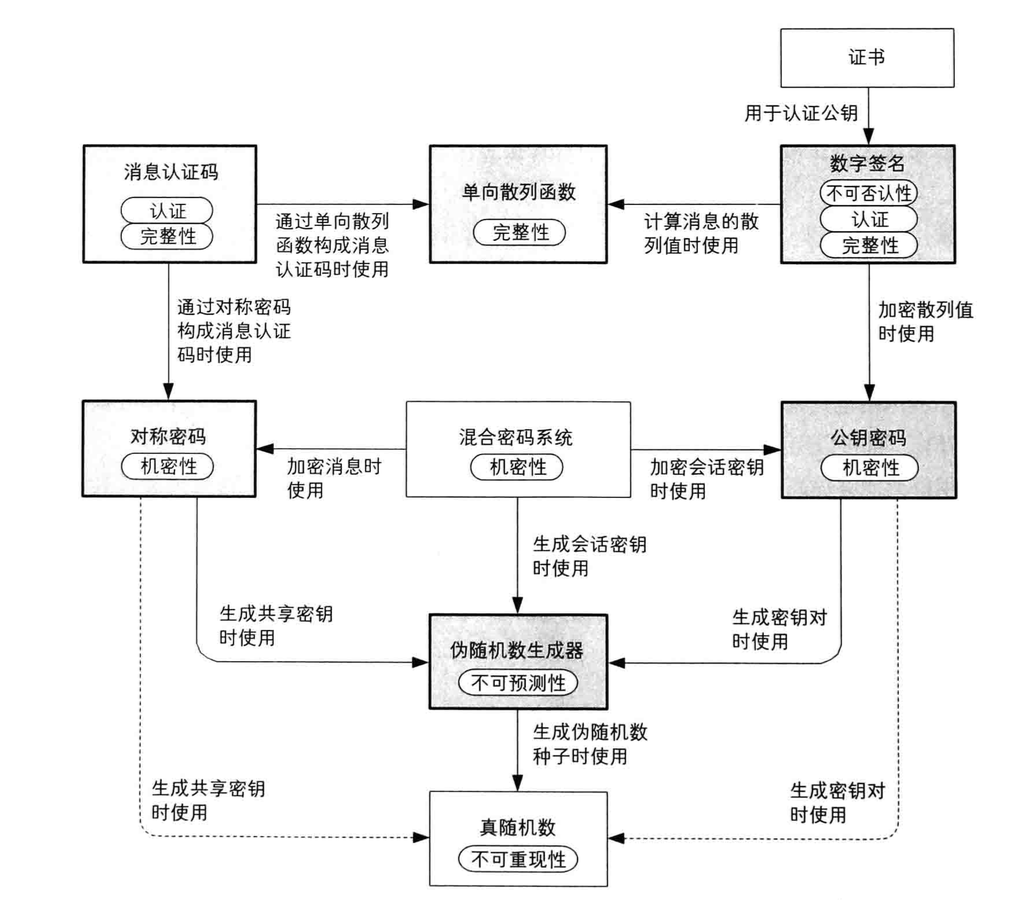 证书
用于认证公钥
消息认证码
认证
完整性
通过单向散列
函数构成消息
认证码时使用
单向散列函数
完整性
计算消息的散
列值时使用
数字签名
不可否认性
认证
完整性
通过对称密码
构成消息认证
码时使用
加密散列值
时使用
对称密码
机密性
加密消息时
使用
混合密码系统
机密性
加密会话密钥
时使用
公钥密码
机密性
生成会话密钥
时使用
生成共享密钥
时使用
生成密钥对
时使用
伪随机数生成器
不可预测性
生成伪随机数
种子时使用
生成共享密钥
时使用
生成密钥对
时使用
真随机数
不可重现性